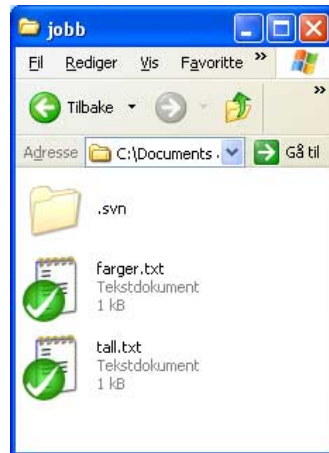 jobb
Fil Rediger Vis Favoritte »
Tilbake »
Adresse C:\Documents . Gå til
.svn
farger.txt
Tekstdokument
1 kB
tall.txt
Tekstdokument
1 kB